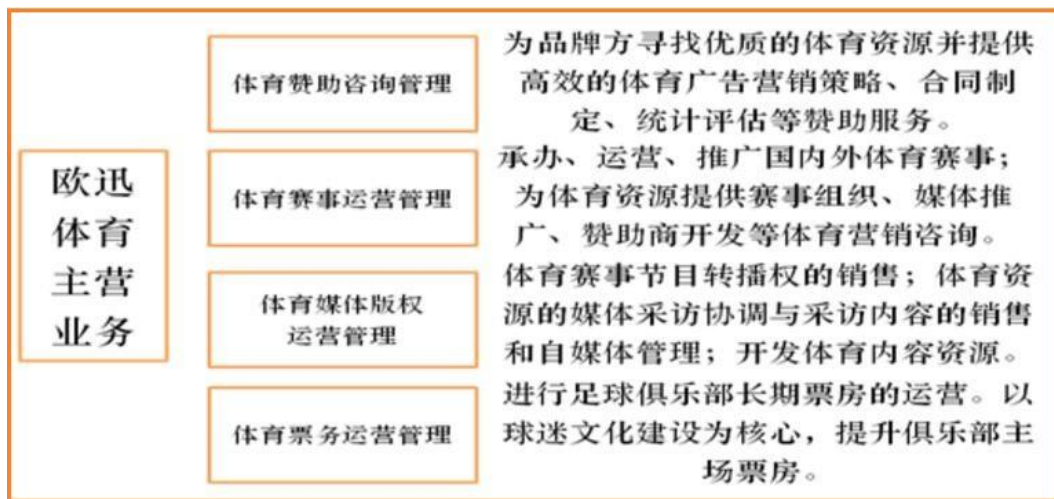 欧迅
体育
主营
业务
体育赞助咨询管理
为品牌方寻找优质的体育资源并提供
高效的体育广告营销策略、合同制
定、统计评估等赞助服务。
体育赛事运营管理
承办、运营、推广国内外体育赛事；
为体育资源提供赛事组织、媒体推
广、赞助商开发等体育营销咨询。
体育媒体版权
运营管理
体育赛事节目转播权的销售；体育资
源的媒体采访协调与采访内容的销售
和自媒体管理；开发体育内容资源。
体育票务运营管理
进行足球俱乐部长期票房的运营。以
球迷文化建设为核心，提升俱乐部主
场票房。